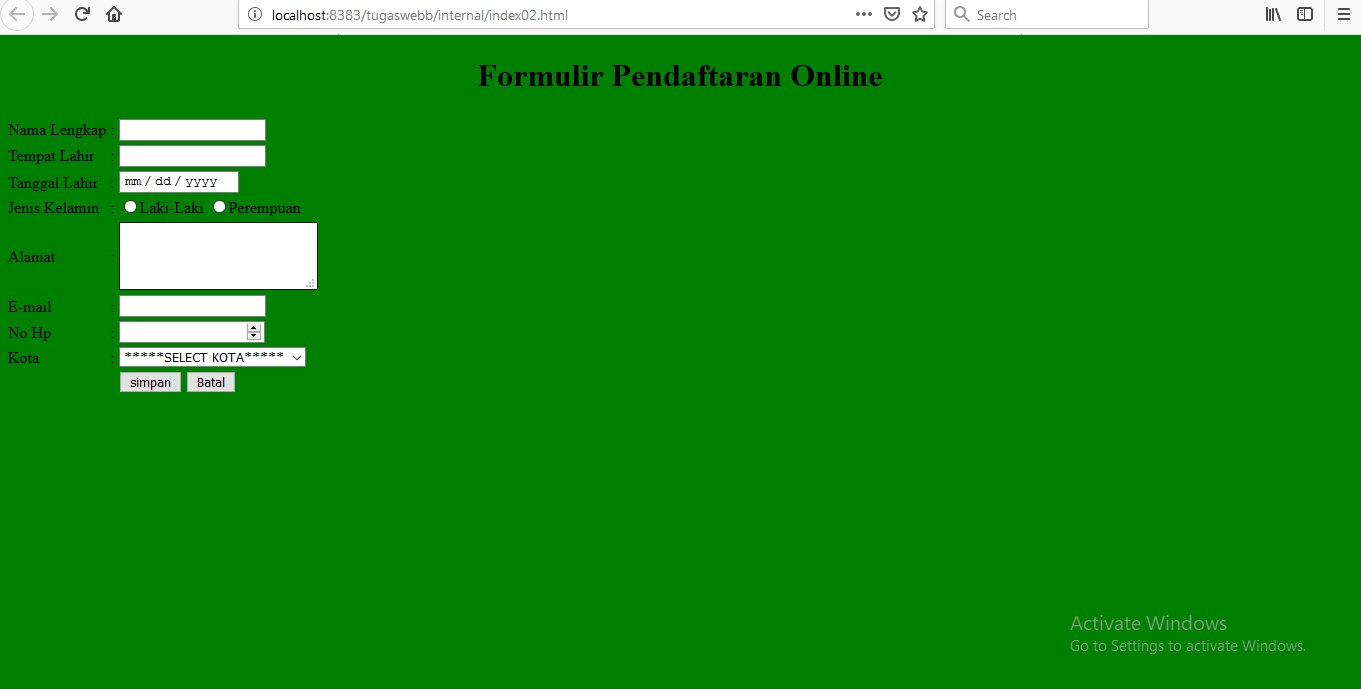 localhost:8383/tugaswebb/internal/index02.html
Search
Formulir Pendaftaran Online
Nama Lengkap :
Tempat Lahir :
Tanggal Lahir : mm / dd / yyyy
Jenis Kelamin : Laki-Laki Perempuan
Alamat :
E-mail :
No Hp :
Kota : *****SELECT KOTA*****
simpan Batal
Activate Windows
Go to Settings to activate Windows.